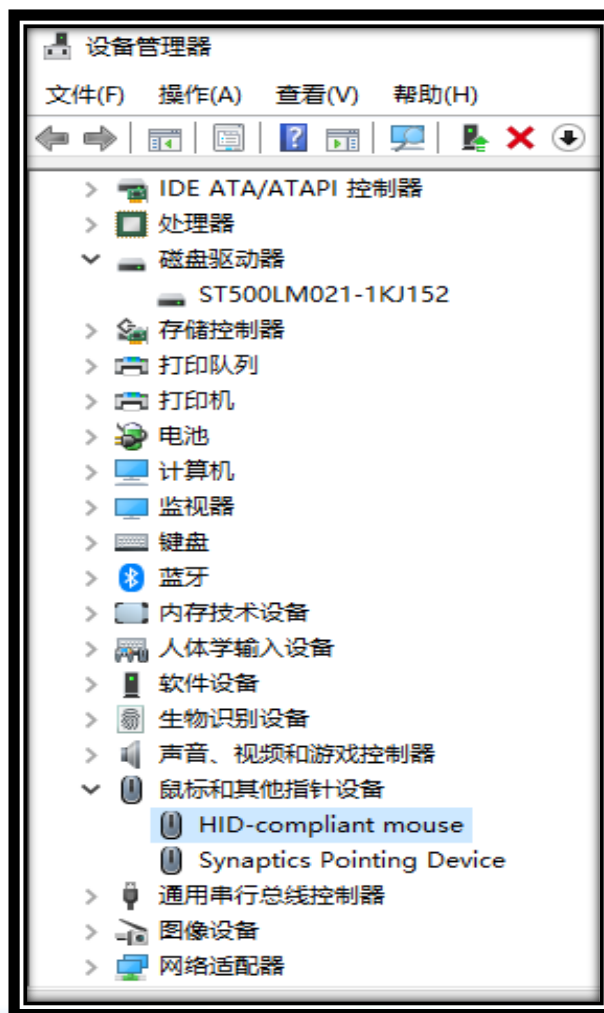 设备管理器
文件(F) 操作(A) 查看(V) 帮助(H)
IDE ATA/ATAPI 控制器
处理器
磁盘驱动器
ST500LM021-1KJ152
存储控制器
打印队列
打印机
电池
计算机
监视器
键盘
蓝牙
内存技术设备
人体学输入设备
软件设备
生物识别设备
声音、视频和游戏控制器
鼠标和其他指针设备
HID-compliant mouse
Synaptics Pointing Device
通用串行总线控制器
图像设备
网络适配器